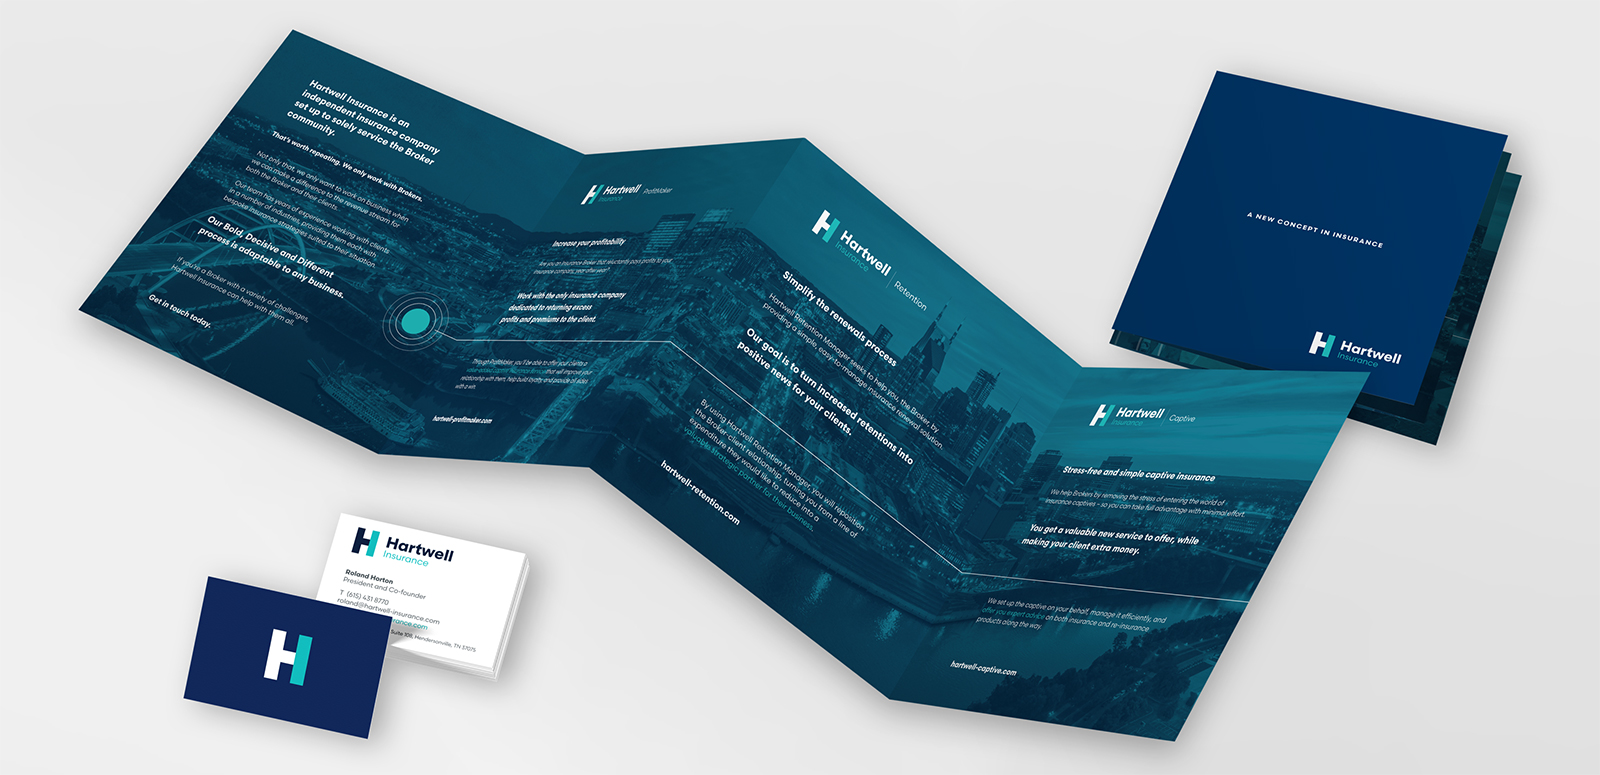 Hartwell Insurance is an
independent insurance company
set up to solely service the Broker
community.
That's worth repeating. We only work with Brokers.
Not only that, we only want to work on business when
we can make a difference to the revenue stream for
both the Broker and their clients.
Our team has years of experience working with clients
in a number of industries, providing them each with
bespoke insurance strategies suited to their situation.
Our Bold, Decisive and Different
process is adaptable to any business.
If you're a Broker with a variety of challenges,
Hartwell Insurance can help with them all.
Get in touch today.
Hartwell
Insurance
ProfitMaker
Increase your profitability
Are you an Insurance Broker that reluctantly pass profits to your
insurance company, year after year?
Work with the only insurance company
dedicated to returning excess
profits and premiums to the client.
Through ProfitMaker, you'll be able to offer your clients a
value-based captive insurance service that will improve your
relationship with them, help build loyalty and provide all sides
with a win.
hartwell-profitmaker.com
Hartwell
Insurance
Retention
Simplify the renewals process
Hartwell Retention Manager seeks to help you, the Broker, by
providing a simple, easy-to-manage insurance renewal solution.
Our goal is to turn increased retentions into
positive news for your clients.
By using Hartwell Retention Manager, you will reposition
the Broker client relationship, turning you from a line of
expenditure they would like to reduce into a
valuable strategic partner for their business.
hartwell-retention.com
Hartwell
Insurance
Captive
Stress-free and simple captive insurance
We help Brokers by removing the stress of entering the world of
insurance captives – so you can take full advantage with minimal effort.
You get a valuable new service to offer, while
making your client extra money.
We set up the captive on your behalf, manage it efficiently, and
offer you expert advice on both insurance and re-insurance
products along the way.
hartwell-captive.com
A NEW CONCEPT IN INSURANCE
Hartwell
Insurance
Hartwell
Insurance
Roland Horton
President and Co-founder
T (615) 431 8770
roland@hartwell-insurance.com
rance.com
Suite 108, Hendersonville, TN 37075